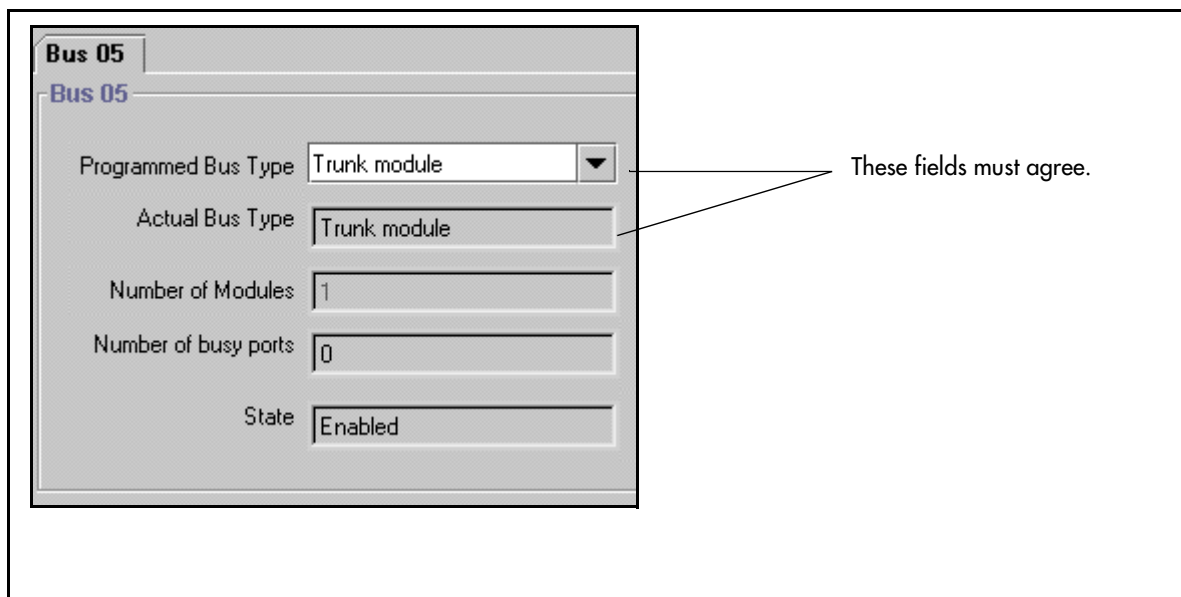 Bus 05
Bus 05
Programmed Bus Type Trunk module
These fields must agree.
Actual Bus Type Trunk module
Number of Modules 1
Number of busy ports 0
State Enabled